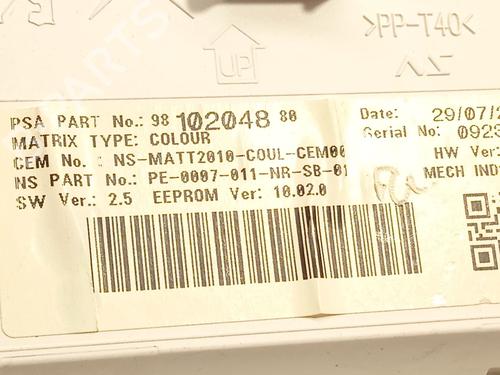 >PP-T40<
UP
PSA PART No.: 98 102048 80
MATRIX TYPE: COLOUR
CEM No. : NS-MATT2010-COUL-CEM00
NS PART No.: PE-0007-011-NR-SB-01
SW Ver.: 2.5 EEPROM Ver: 10.02.0
Date: 29/07/2
Serial No: 0923
HW Ver:
MECH IND